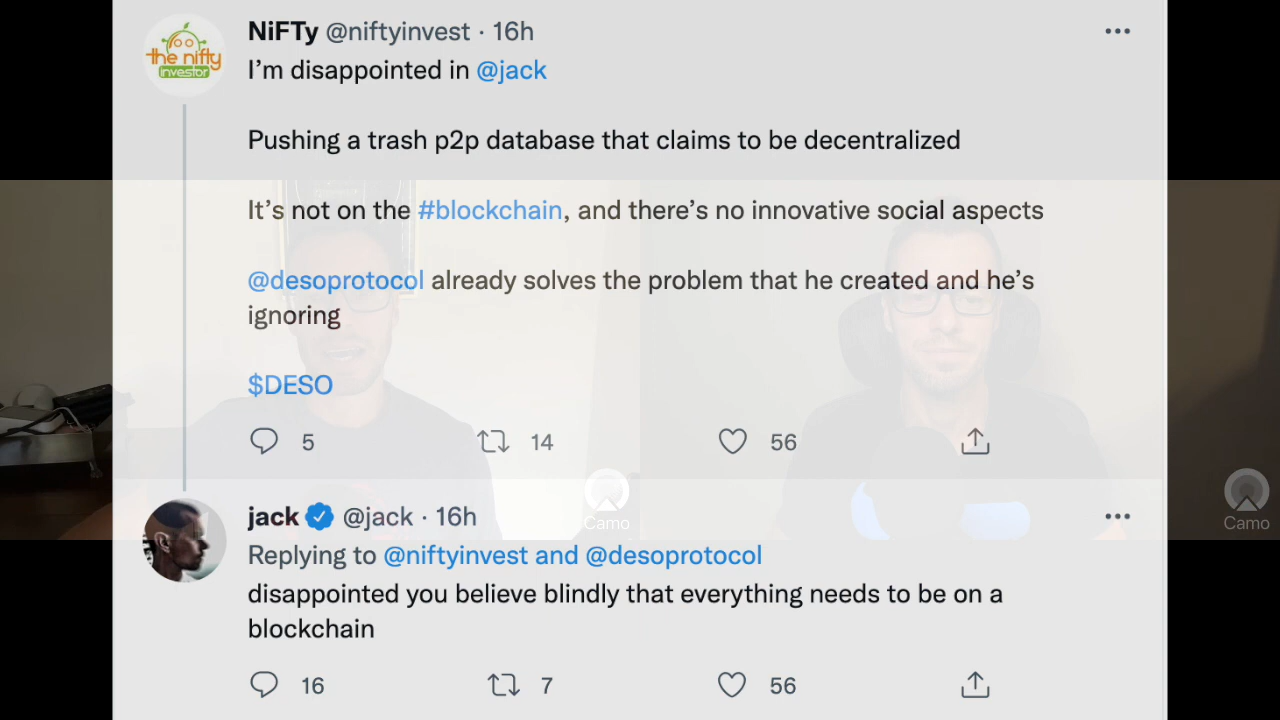 NiFTy @niftyinvest · 16h
I'm disappointed in @jack
the nifty
investor
Pushing a trash p2p database that claims to be decentralized
It's not on the #blockchain, and there's no innovative social aspects
@desoprotocol already solves the problem that he created and he's
ignoring
$DESO
5 14 56
Camo
Camo
jack @jack · 16h
Replying to @niftyinvest and @desoprotocol
disappointed you believe blindly that everything needs to be on a
blockchain
16 7 56